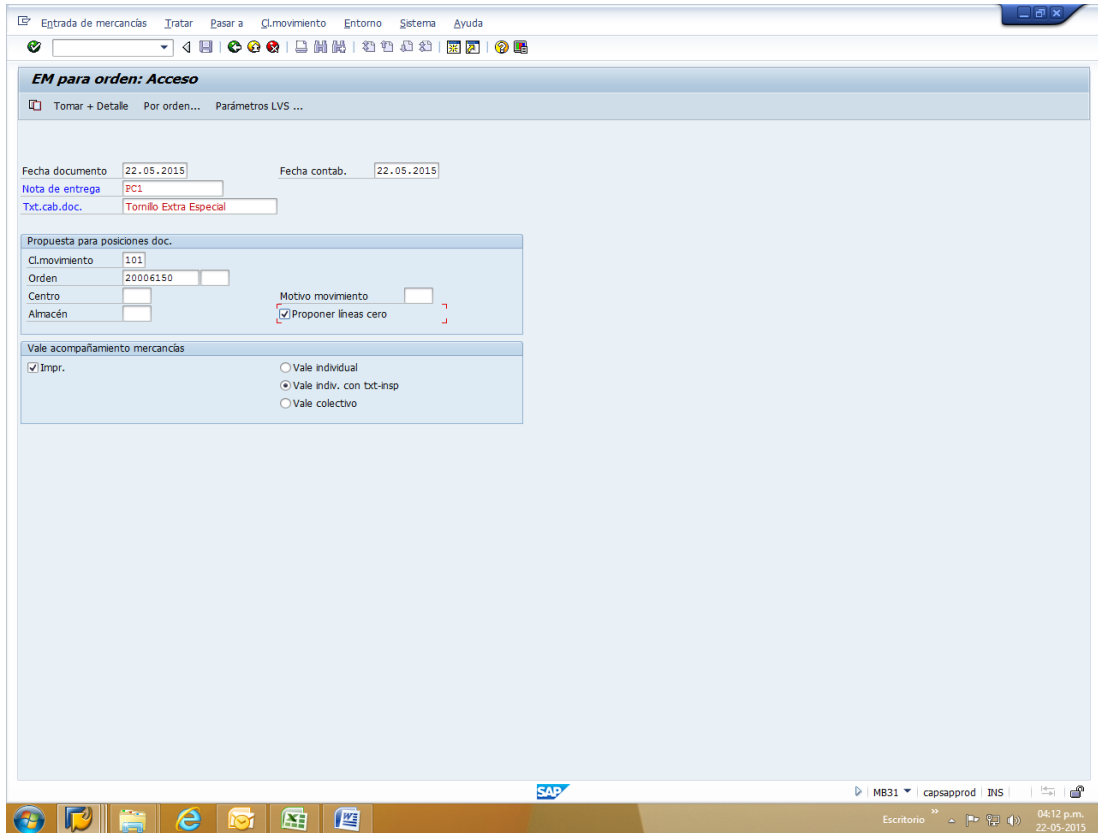 Entrada de mercancías Tratar Pasar a Cl.movimiento Entorno Sistema Ayuda
EM para orden: Acceso
Tomar + Detalle Por orden... Parámetros LVS ...
Fecha documento 22.05.2015 Fecha contab. 22.05.2015
Nota de entrega PC1
Txt.cab.doc. Tornillo Extra Especial
Propuesta para posiciones doc.
Cl.movimiento 101
Orden 20006150
Centro Motivo movimiento
Almacén Proponer líneas cero
Vale acompañamiento mercancías
Impr. Vale individual
Vale indiv. con txt-insp
Vale colectivo
SAP MB31 capsapprod INS
Escritorio 04:12 p.m.
22-05-2015